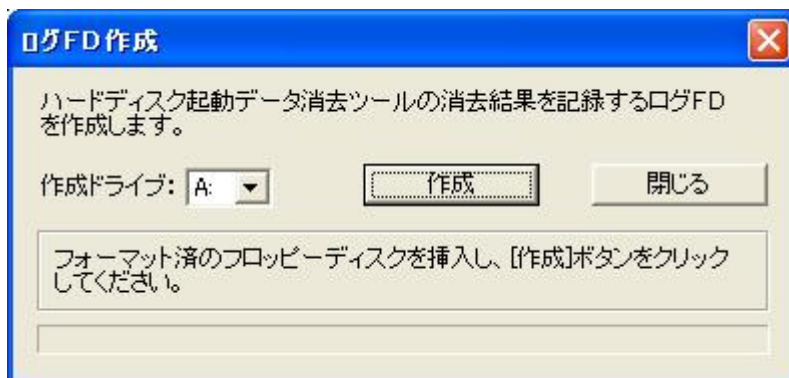 ログFD作成
ハードディスク起動データ消去ツールの消去結果を記録するログFD
を作成します。
作成ドライブ: A: 作成 閉じる
フォーマット済のフロッピーディスクを挿入し、[作成]ボタンをクリック
してください。